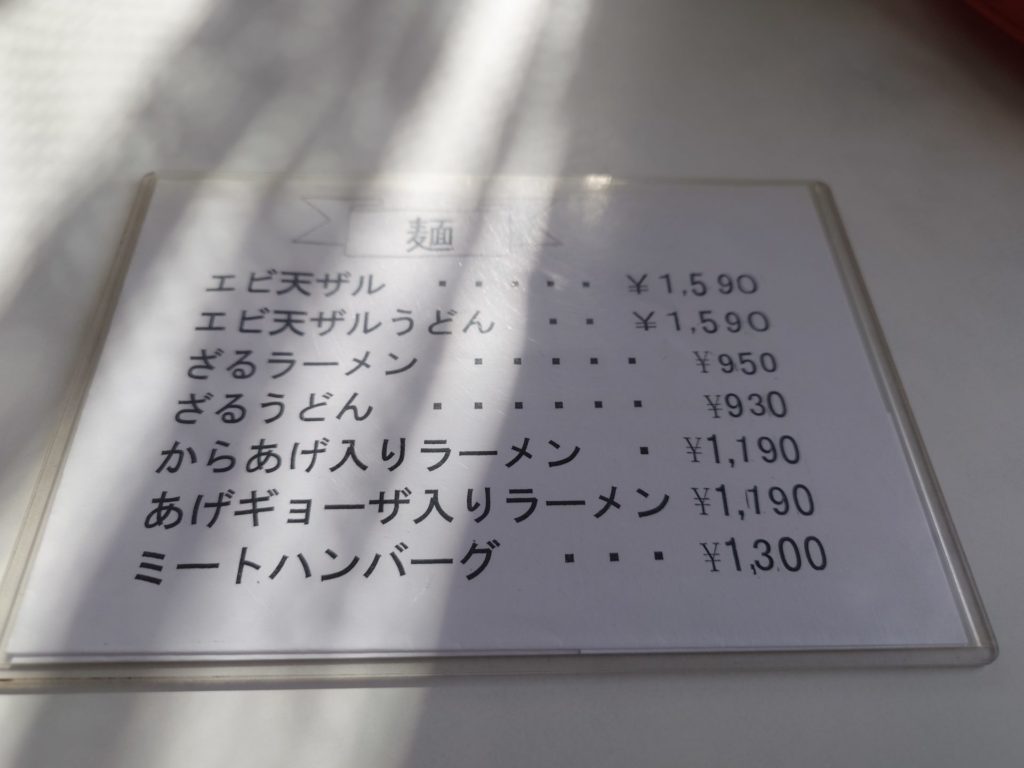 麺
エビ天ザル ・・・・・ ¥1,590
エビ天ザルうどん ・・ ¥1,590
ざるラーメン ・・・・・ ¥950
ざるうどん ・・・・・・ ¥930
からあげ入りラーメン ・ ¥1,190
あげギョーザ入りラーメン ¥1,190
ミートハンバーグ ・・・ ¥1,300